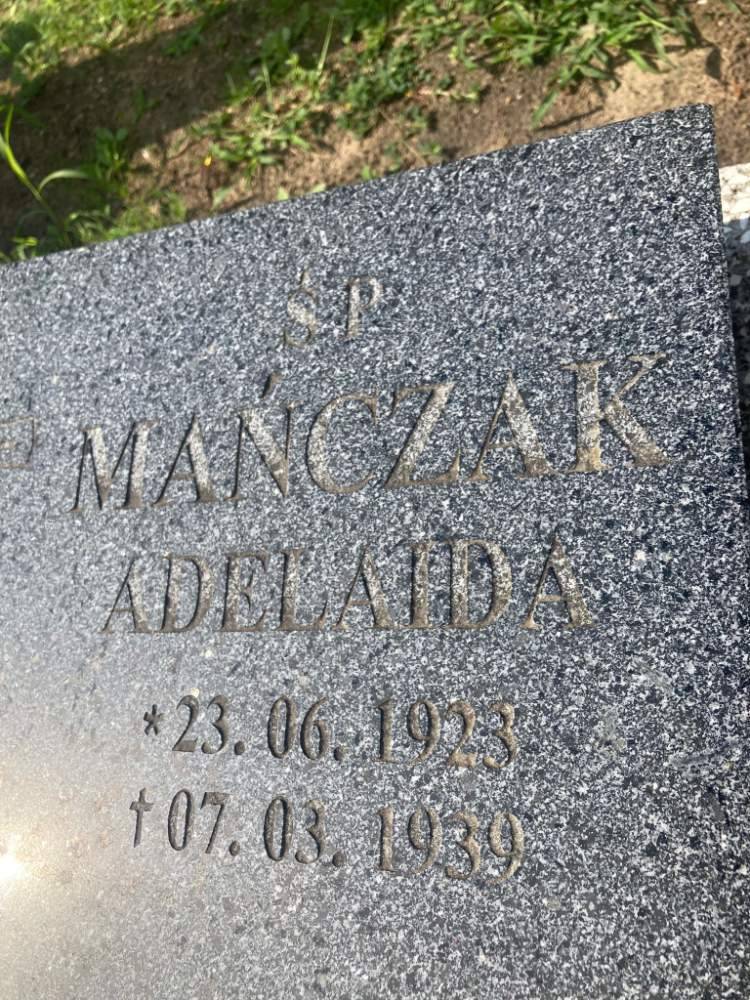 ŚP
MAŃCZAK
ADELAIDA
* 23. 06. 1923
† 07. 03. 1939